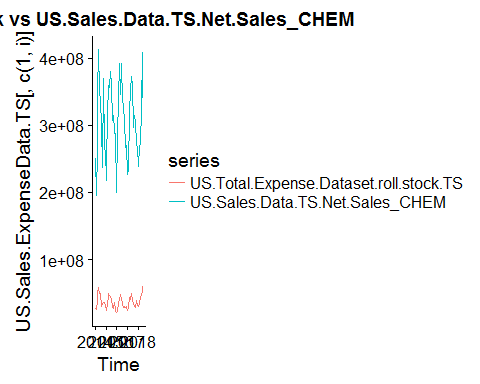 k vs US.Sales.Data.TS.Net.Sales_CHEM
US.Sales.ExpenseData.TS[, c(1, i)]
4e+08
3e+08
2e+08
1e+08
Time
series
US.Total.Expense.Dataset.roll.stock.TS
US.Sales.Data.TS.Net.Sales_CHEM